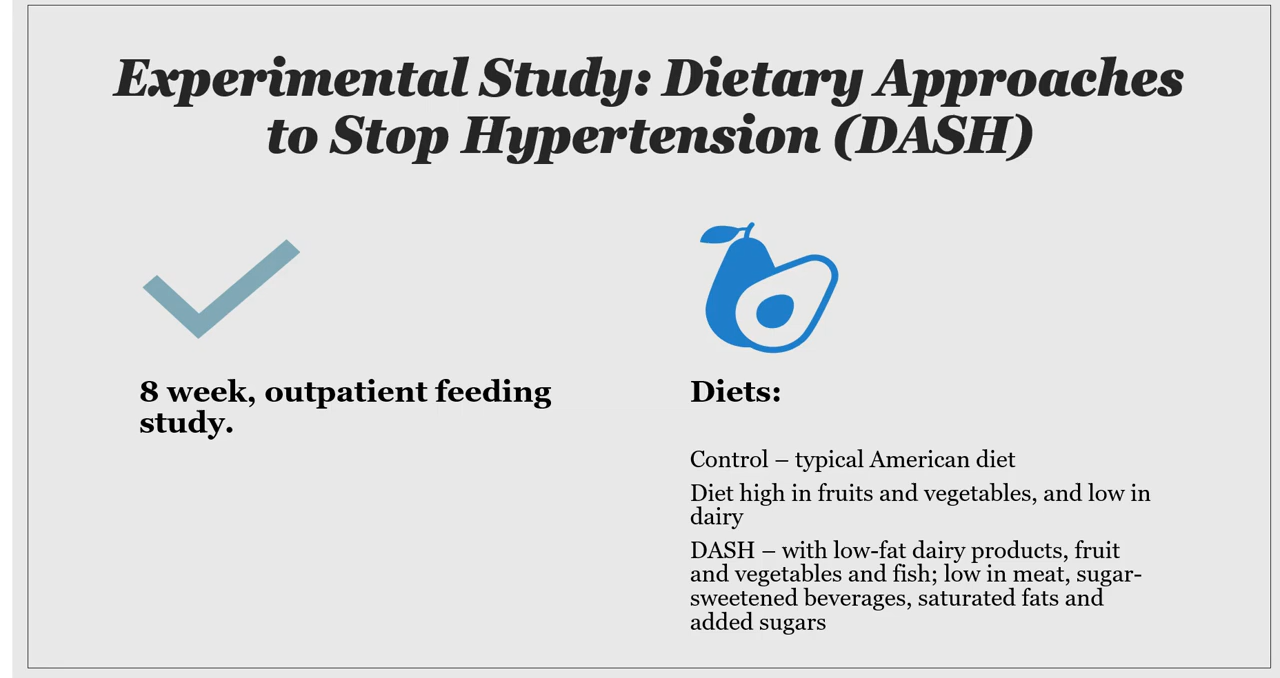 Experimental Study: Dietary Approaches
to Stop Hypertension (DASH)
8 week, outpatient feeding
study.
Diets:
Control – typical American diet
Diet high in fruits and vegetables, and low in
dairy
DASH – with low-fat dairy products, fruit
and vegetables and fish; low in meat, sugar-
sweetened beverages, saturated fats and
added sugars